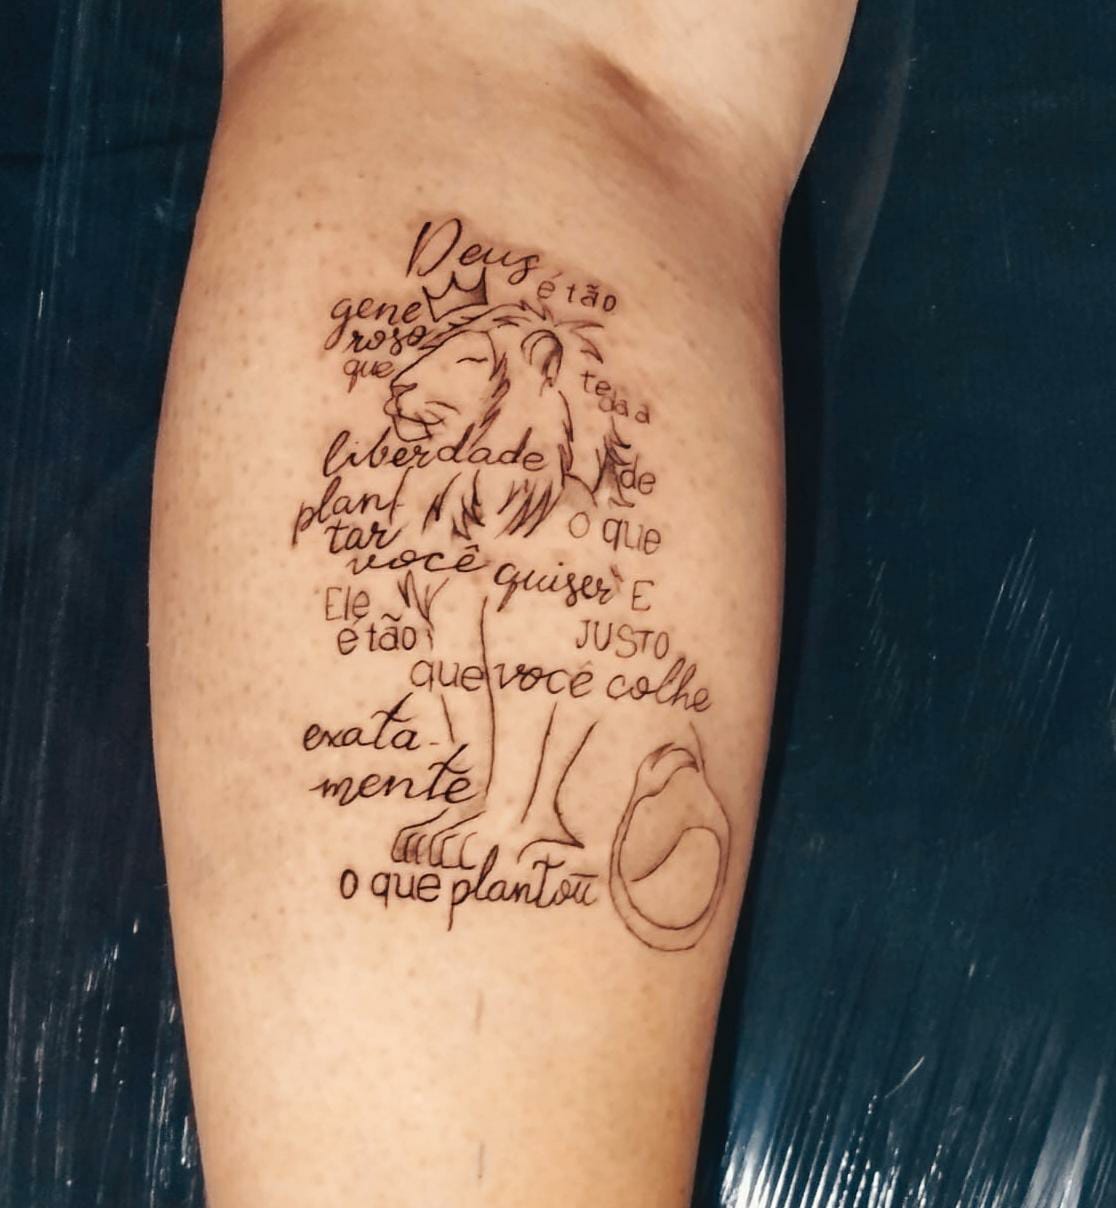 Deus
é tão
gene
roso
que
te da a
liberdade
de
plan
tar
o que
você quiser E
Ele
é tão
JUSTO
que você colhe
exata-
mente
o que plantou